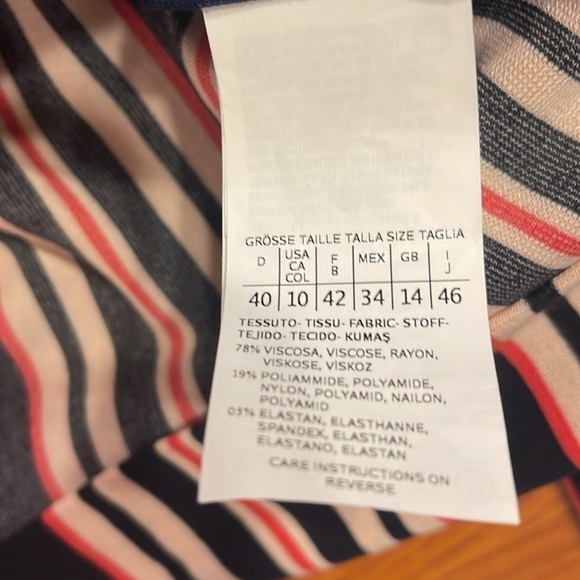 GRÖSSE TAILLE TALLA SIZE TAGLIA
D USA CA COL F B MEX GB I J
40 10 42 34 14 46
TESSUTO- TISSU- FABRIC- STOFF-
TEJIDO- TECIDO- KUMAŞ
78% VISCOSA, VISCOSE, RAYON,
VISKOSE, VİSKOZ
19% POLIAMMIDE, POLYAMIDE,
NYLON, POLYAMID, NAILON,
POLYAMID
03% ELASTAN, ELASTHANNE,
SPANDEX, ELASTHAN,
ELASTANO, ELASTAN
CARE INSTRUCTIONS ON
REVERSE